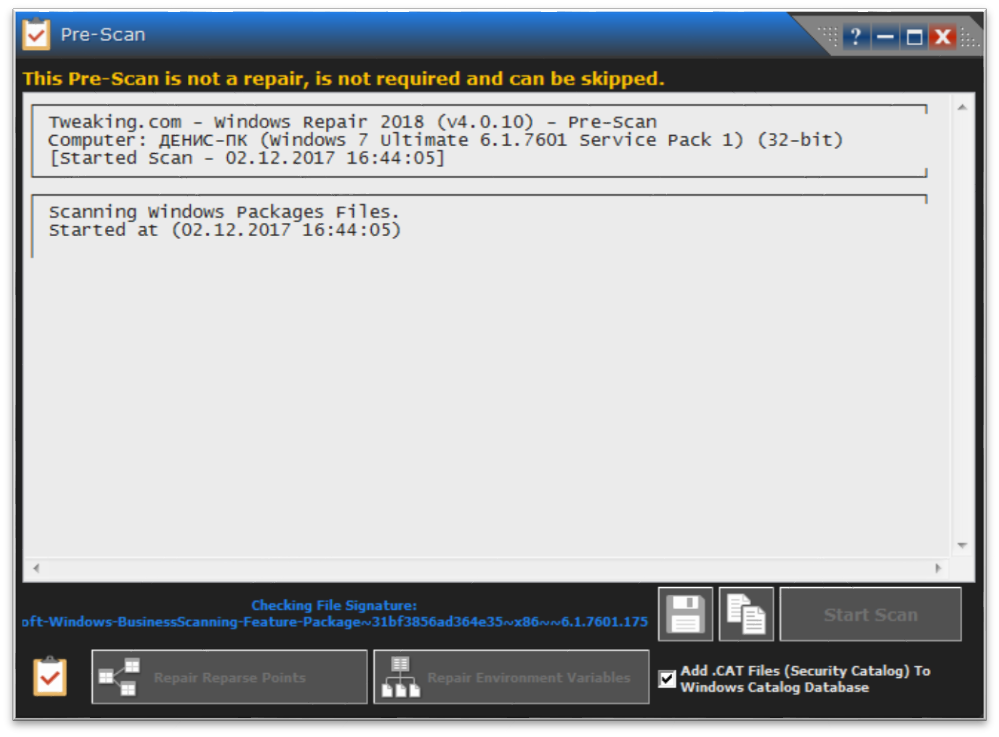 Pre-Scan
?
This Pre-Scan is not a repair, is not required and can be skipped.
Tweaking.com - Windows Repair 2018 (v4.0.10) - Pre-Scan
Computer: ДЕНИС-ПК (Windows 7 Ultimate 6.1.7601 Service Pack 1) (32-bit)
[Started Scan - 02.12.2017 16:44:05]
Scanning Windows Packages Files.
Started at (02.12.2017 16:44:05)
Checking File Signature:
oft-Windows-BusinessScanning-Feature-Package~31bf3856ad364e35~x86~~6.1.7601.175
Start Scan
Repair Reparse Points
Repair Environment Variables
Add .CAT Files (Security Catalog) To
Windows Catalog Database